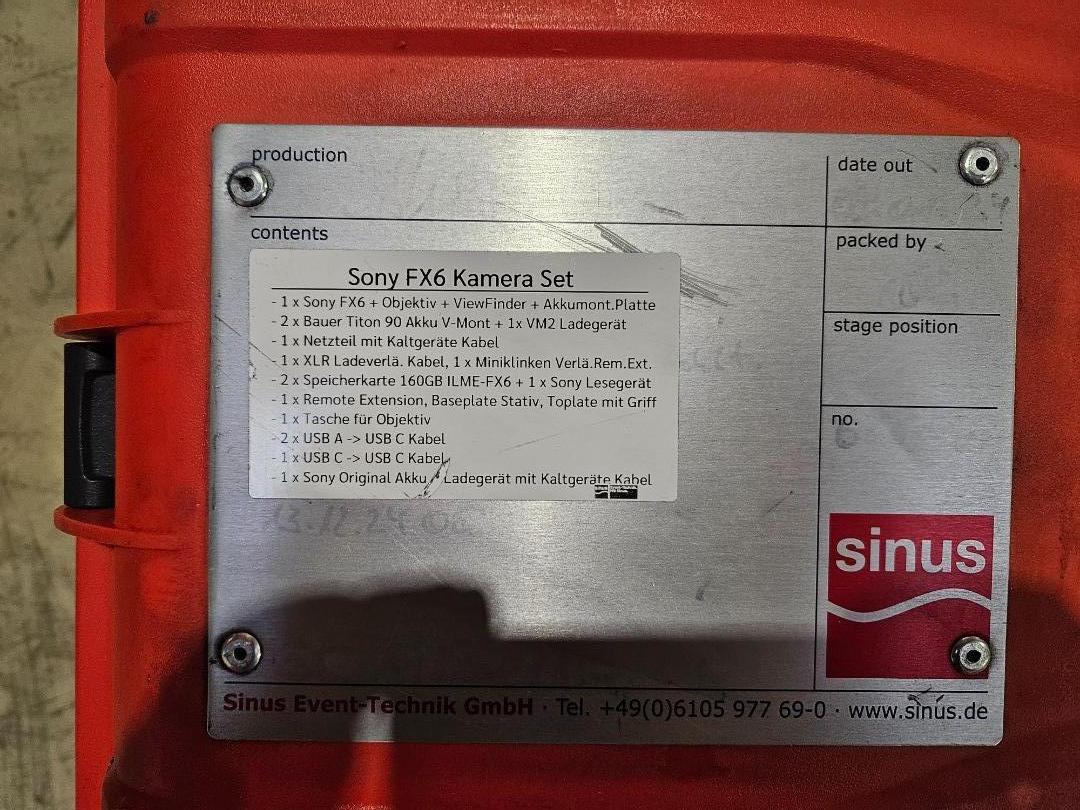 production
date out
contents
packed by
stage position
no.
Sony FX6 Kamera Set
- 1 x Sony FX6 + Objektiv + ViewFinder + Akkumont.Platte
- 2 x Bauer Titon 90 Akku V-Mont + 1x VM2 Ladegerät
- 1 x Netzteil mit Kaltgeräte Kabel
- 1 x XLR Ladeverlä. Kabel, 1 x Miniklinken Verlä.Rem.Ext.
- 2 x Speicherkarte 160GB ILME-FX6 + 1 x Sony Lesegerät
- 1 x Remote Extension, Baseplate Stativ, Toplate mit Griff
- 1 x Tasche für Objektiv
- 2 x USB A -> USB C Kabel
- 1 x USB C -> USB C Kabel
- 1 x Sony Original Akku / Ladegerät mit Kaltgeräte Kabel
sinus
Sinus Event-Technik GmbH · Tel. +49(0)6105 977 69-0 · www.sinus.de